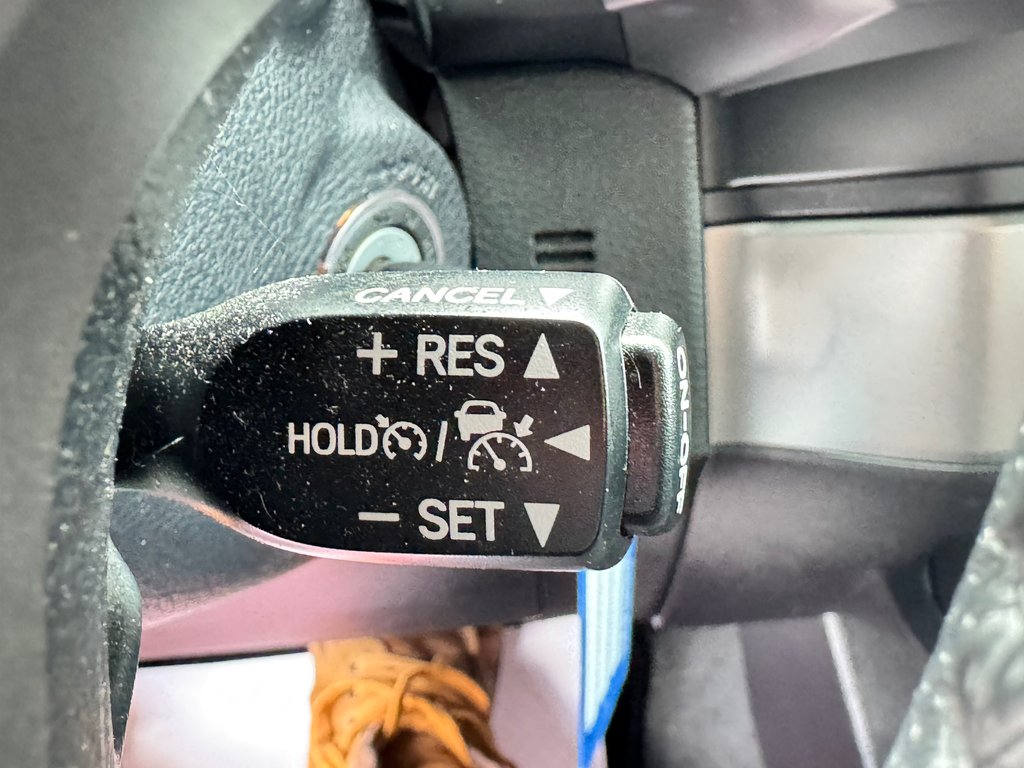 CANCEL
+ RES
HOLD /
− SET
ON-OFF